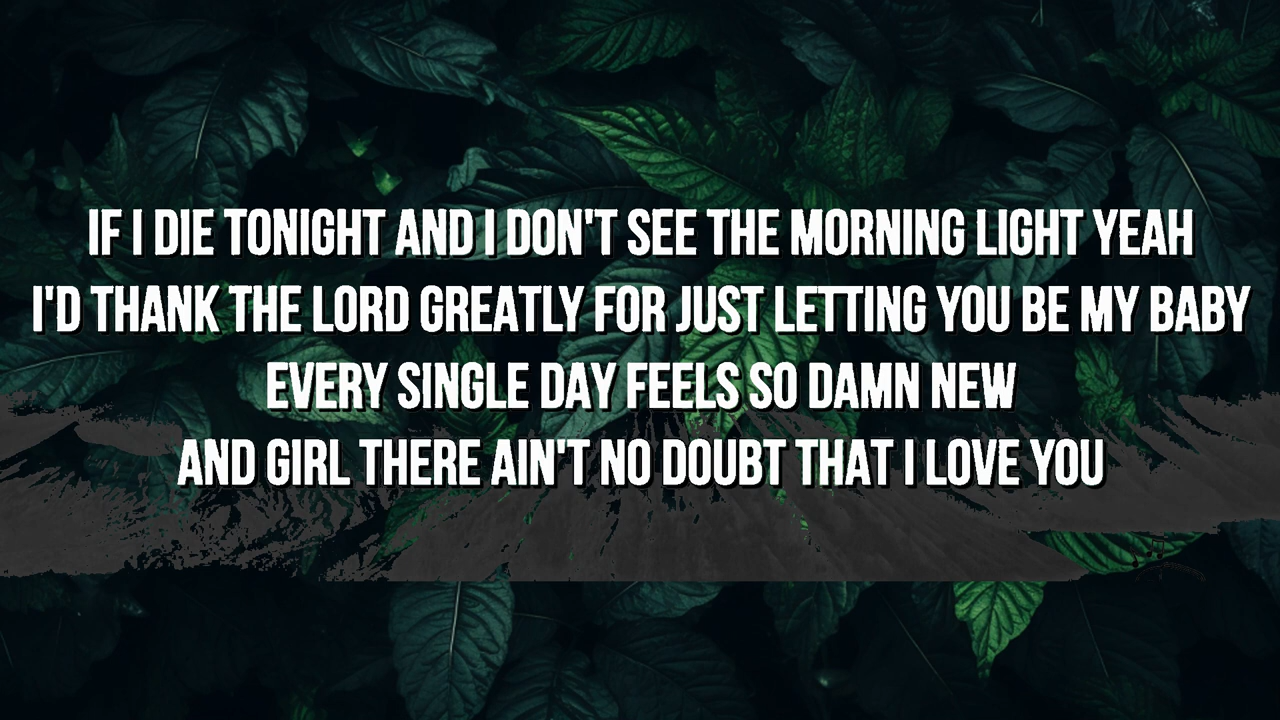 IF I DIE TONIGHT AND I DON'T SEE THE MORNING LIGHT YEAH
I'D THANK THE LORD GREATLY FOR JUST LETTING YOU BE MY BABY
EVERY SINGLE DAY FEELS SO DAMN NEW
AND GIRL THERE AIN'T NO DOUBT THAT I LOVE YOU